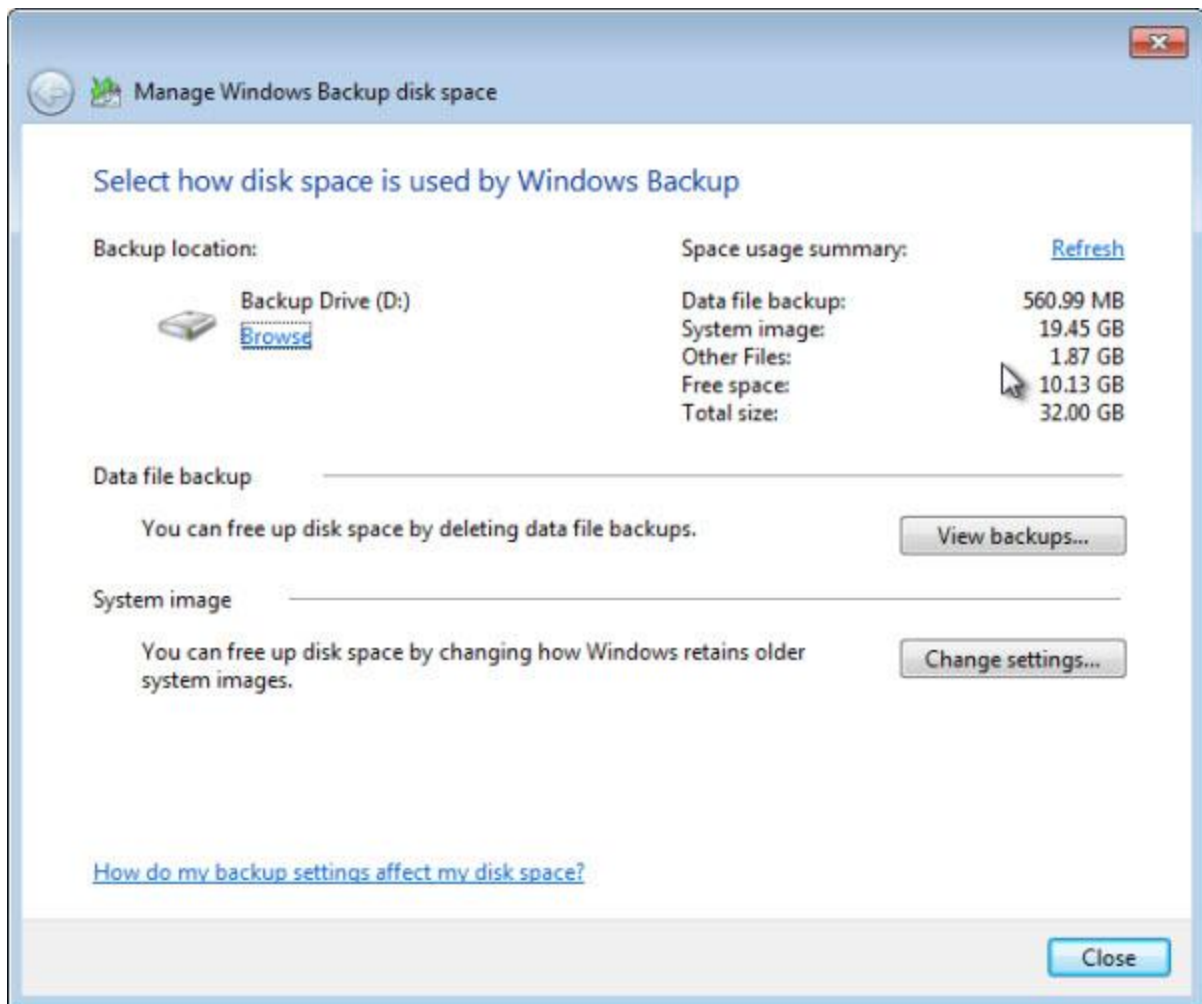 Manage Windows Backup disk space
Select how disk space is used by Windows Backup
Backup location:
Backup Drive (D:)
Browse
Space usage summary: Refresh
Data file backup: 560.99 MB
System image: 19.45 GB
Other Files: 1.87 GB
Free space: 10.13 GB
Total size: 32.00 GB
Data file backup
You can free up disk space by deleting data file backups.
View backups...
System image
You can free up disk space by changing how Windows retains older
system images.
Change settings...
How do my backup settings affect my disk space?
Close